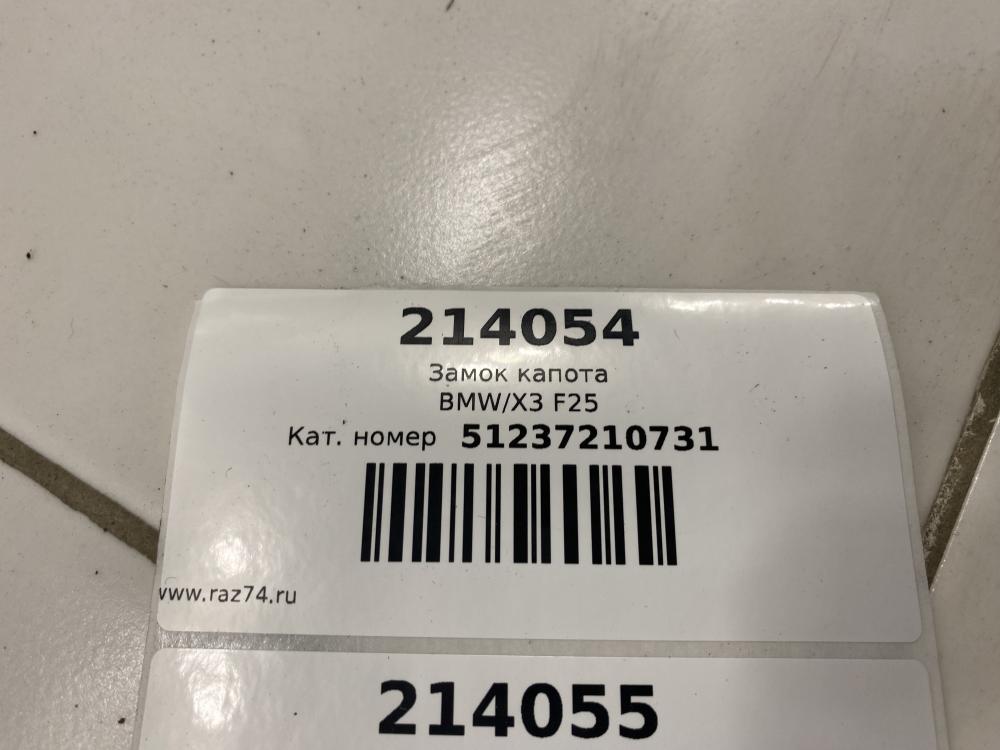 214054
Замок капота
BMW/X3 F25
Кат. номер 51237210731
www.raz74.ru
214055